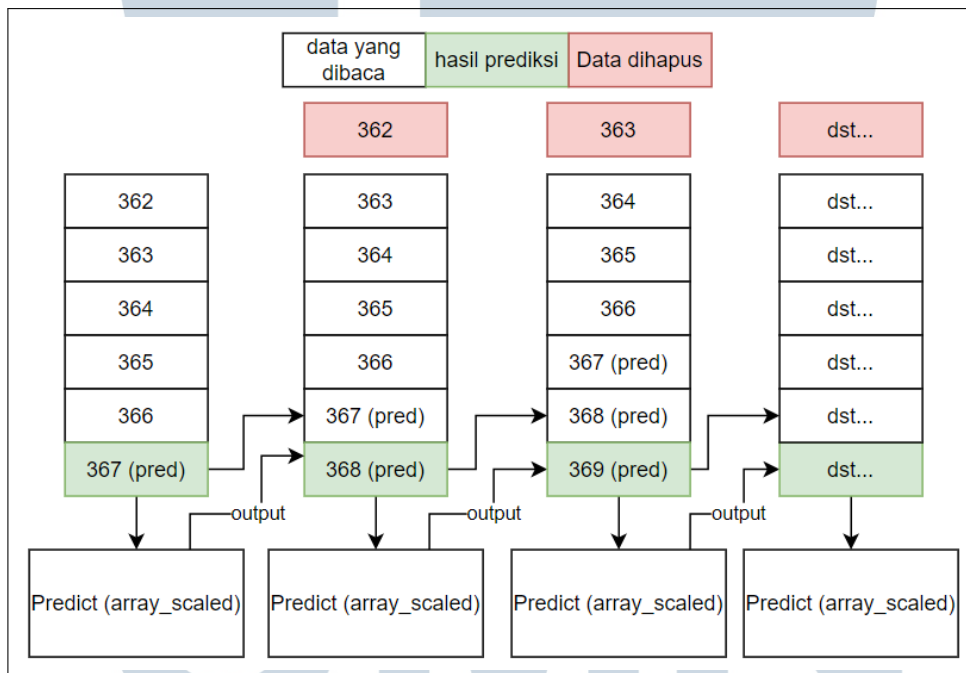 data yang
dibaca
hasil prediksi
Data dihapus
362
363
dst...
362
363
364
dst...
363
364
365
dst...
364
365
366
dst...
365
366
367 (pred)
dst...
366
367 (pred)
368 (pred)
dst...
367 (pred)
368 (pred)
369 (pred)
dst...
output
output
output
Predict (array_scaled)
Predict (array_scaled)
Predict (array_scaled)
Predict (array_scaled)